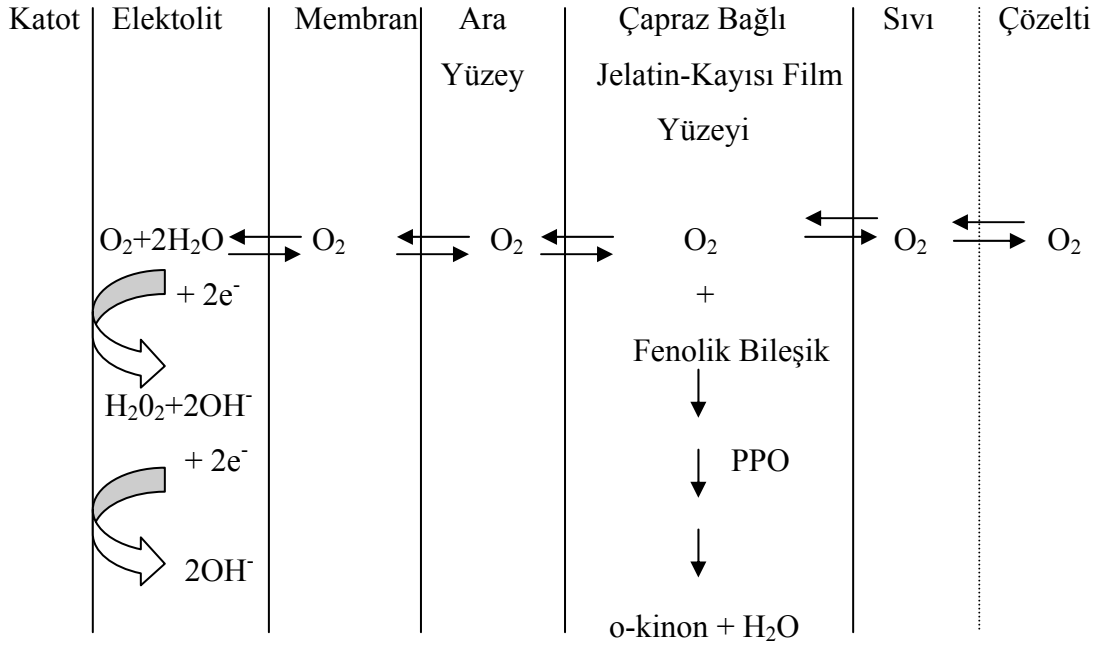 Katot Elektolit Membran Ara Çapraz Bağlı Sıvı Çözelti
Yüzey Jelatin-Kayısı Film
Yüzeyi
O₂+2H₂O O₂ O₂ O₂ O₂ O₂
+ 2e⁻ +
Fenolik Bileşik
H₂0₂+2OH⁻
+ 2e⁻ PPO
2OH⁻
o-kinon + H₂O